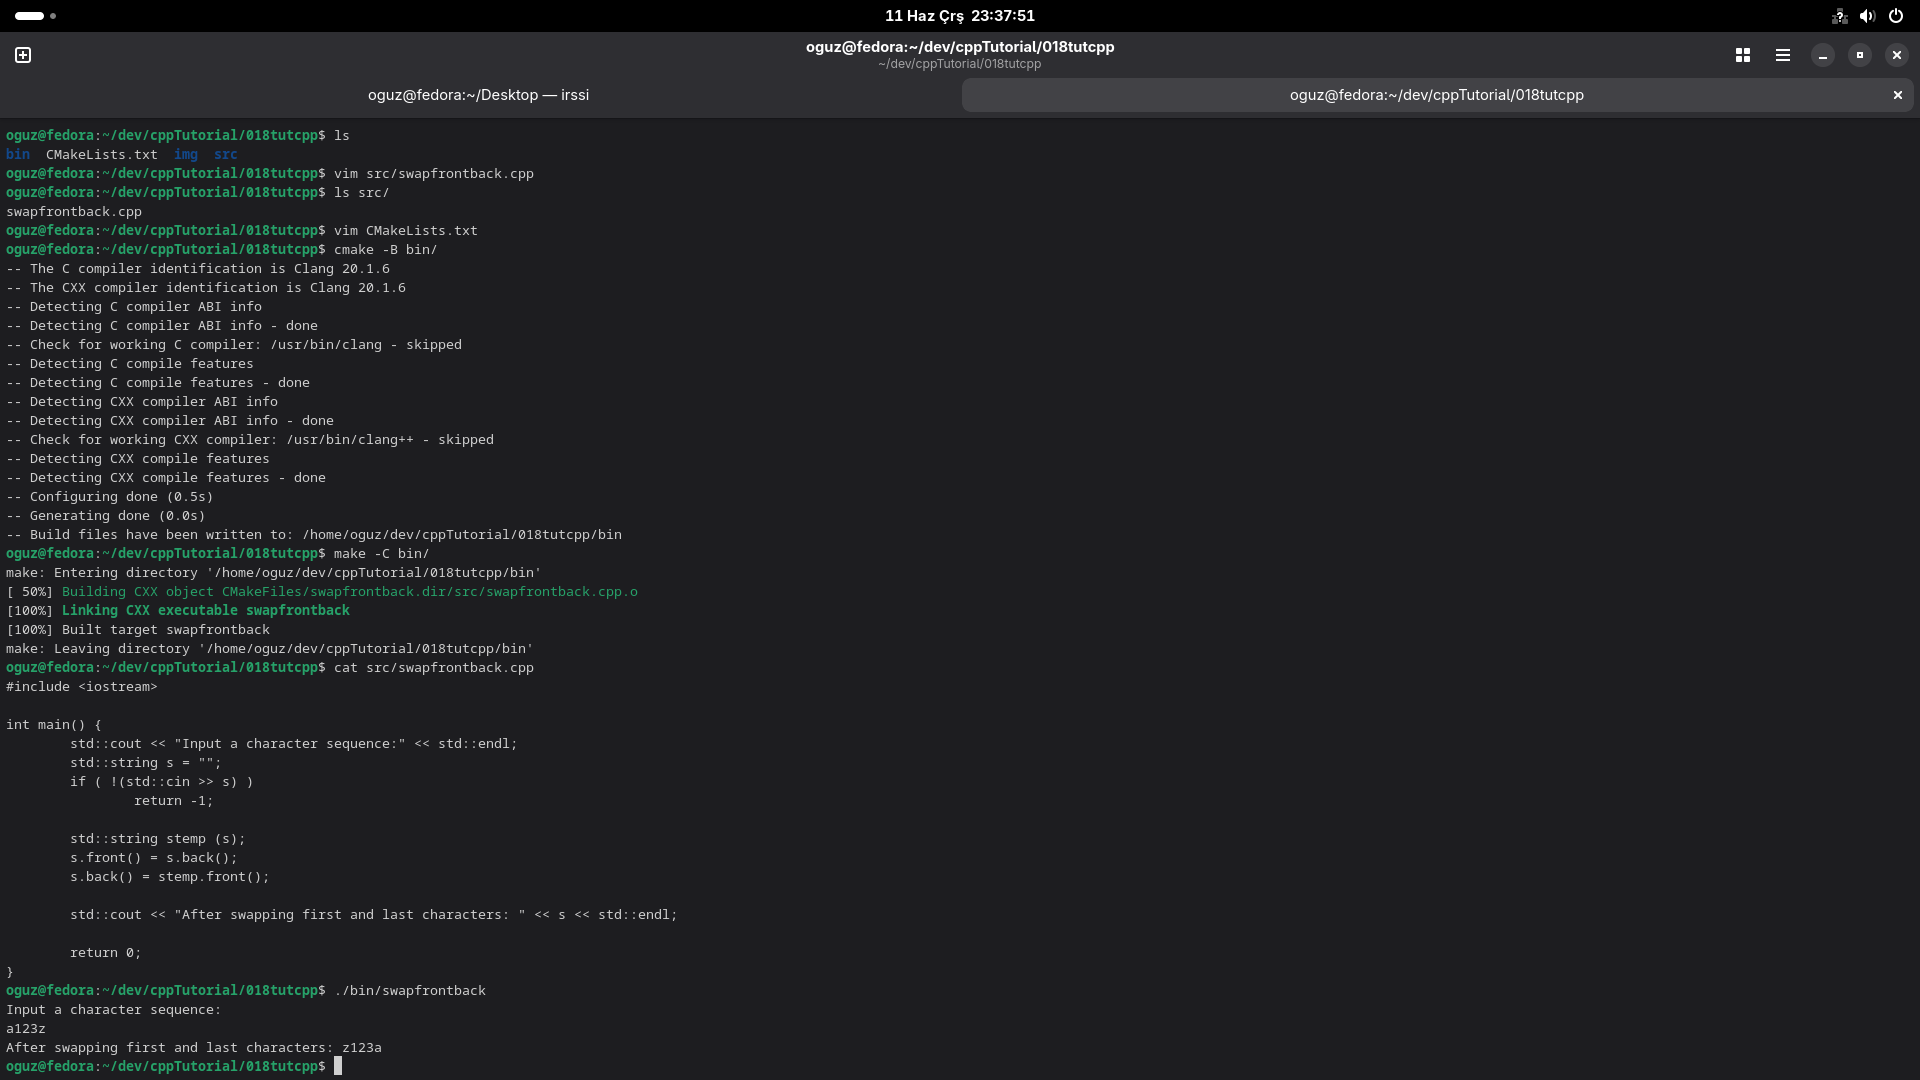 11 Haz Çrş  23:37:51
oguz@fedora:~/dev/cppTutorial/018tutcpp
~/dev/cppTutorial/018tutcpp
oguz@fedora:~/Desktop — irssi
oguz@fedora:~/dev/cppTutorial/018tutcpp
oguz@fedora:~/dev/cppTutorial/018tutcpp$ ls
bin  CMakeLists.txt  img  src
oguz@fedora:~/dev/cppTutorial/018tutcpp$ vim src/swapfrontback.cpp
oguz@fedora:~/dev/cppTutorial/018tutcpp$ ls src/
swapfrontback.cpp
oguz@fedora:~/dev/cppTutorial/018tutcpp$ vim CMakeLists.txt
oguz@fedora:~/dev/cppTutorial/018tutcpp$ cmake -B bin/
-- The C compiler identification is Clang 20.1.6
-- The CXX compiler identification is Clang 20.1.6
-- Detecting C compiler ABI info
-- Detecting C compiler ABI info - done
-- Check for working C compiler: /usr/bin/clang - skipped
-- Detecting C compile features
-- Detecting C compile features - done
-- Detecting CXX compiler ABI info
-- Detecting CXX compiler ABI info - done
-- Check for working CXX compiler: /usr/bin/clang++ - skipped
-- Detecting CXX compile features
-- Detecting CXX compile features - done
-- Configuring done (0.5s)
-- Generating done (0.0s)
-- Build files have been written to: /home/oguz/dev/cppTutorial/018tutcpp/bin
oguz@fedora:~/dev/cppTutorial/018tutcpp$ make -C bin/
make: Entering directory '/home/oguz/dev/cppTutorial/018tutcpp/bin'
[ 50%] Building CXX object CMakeFiles/swapfrontback.dir/src/swapfrontback.cpp.o
[100%] Linking CXX executable swapfrontback
[100%] Built target swapfrontback
make: Leaving directory '/home/oguz/dev/cppTutorial/018tutcpp/bin'
oguz@fedora:~/dev/cppTutorial/018tutcpp$ cat src/swapfrontback.cpp
#include <iostream>

int main() {
        std::cout << "Input a character sequence:" << std::endl;
        std::string s = "";
        if ( !(std::cin >> s) )
                return -1;

        std::string stemp (s);
        s.front() = s.back();
        s.back() = stemp.front();

        std::cout << "After swapping first and last characters: " << s << std::endl;

        return 0;
}
oguz@fedora:~/dev/cppTutorial/018tutcpp$ ./bin/swapfrontback
Input a character sequence:
a123z
After swapping first and last characters: z123a
oguz@fedora:~/dev/cppTutorial/018tutcpp$